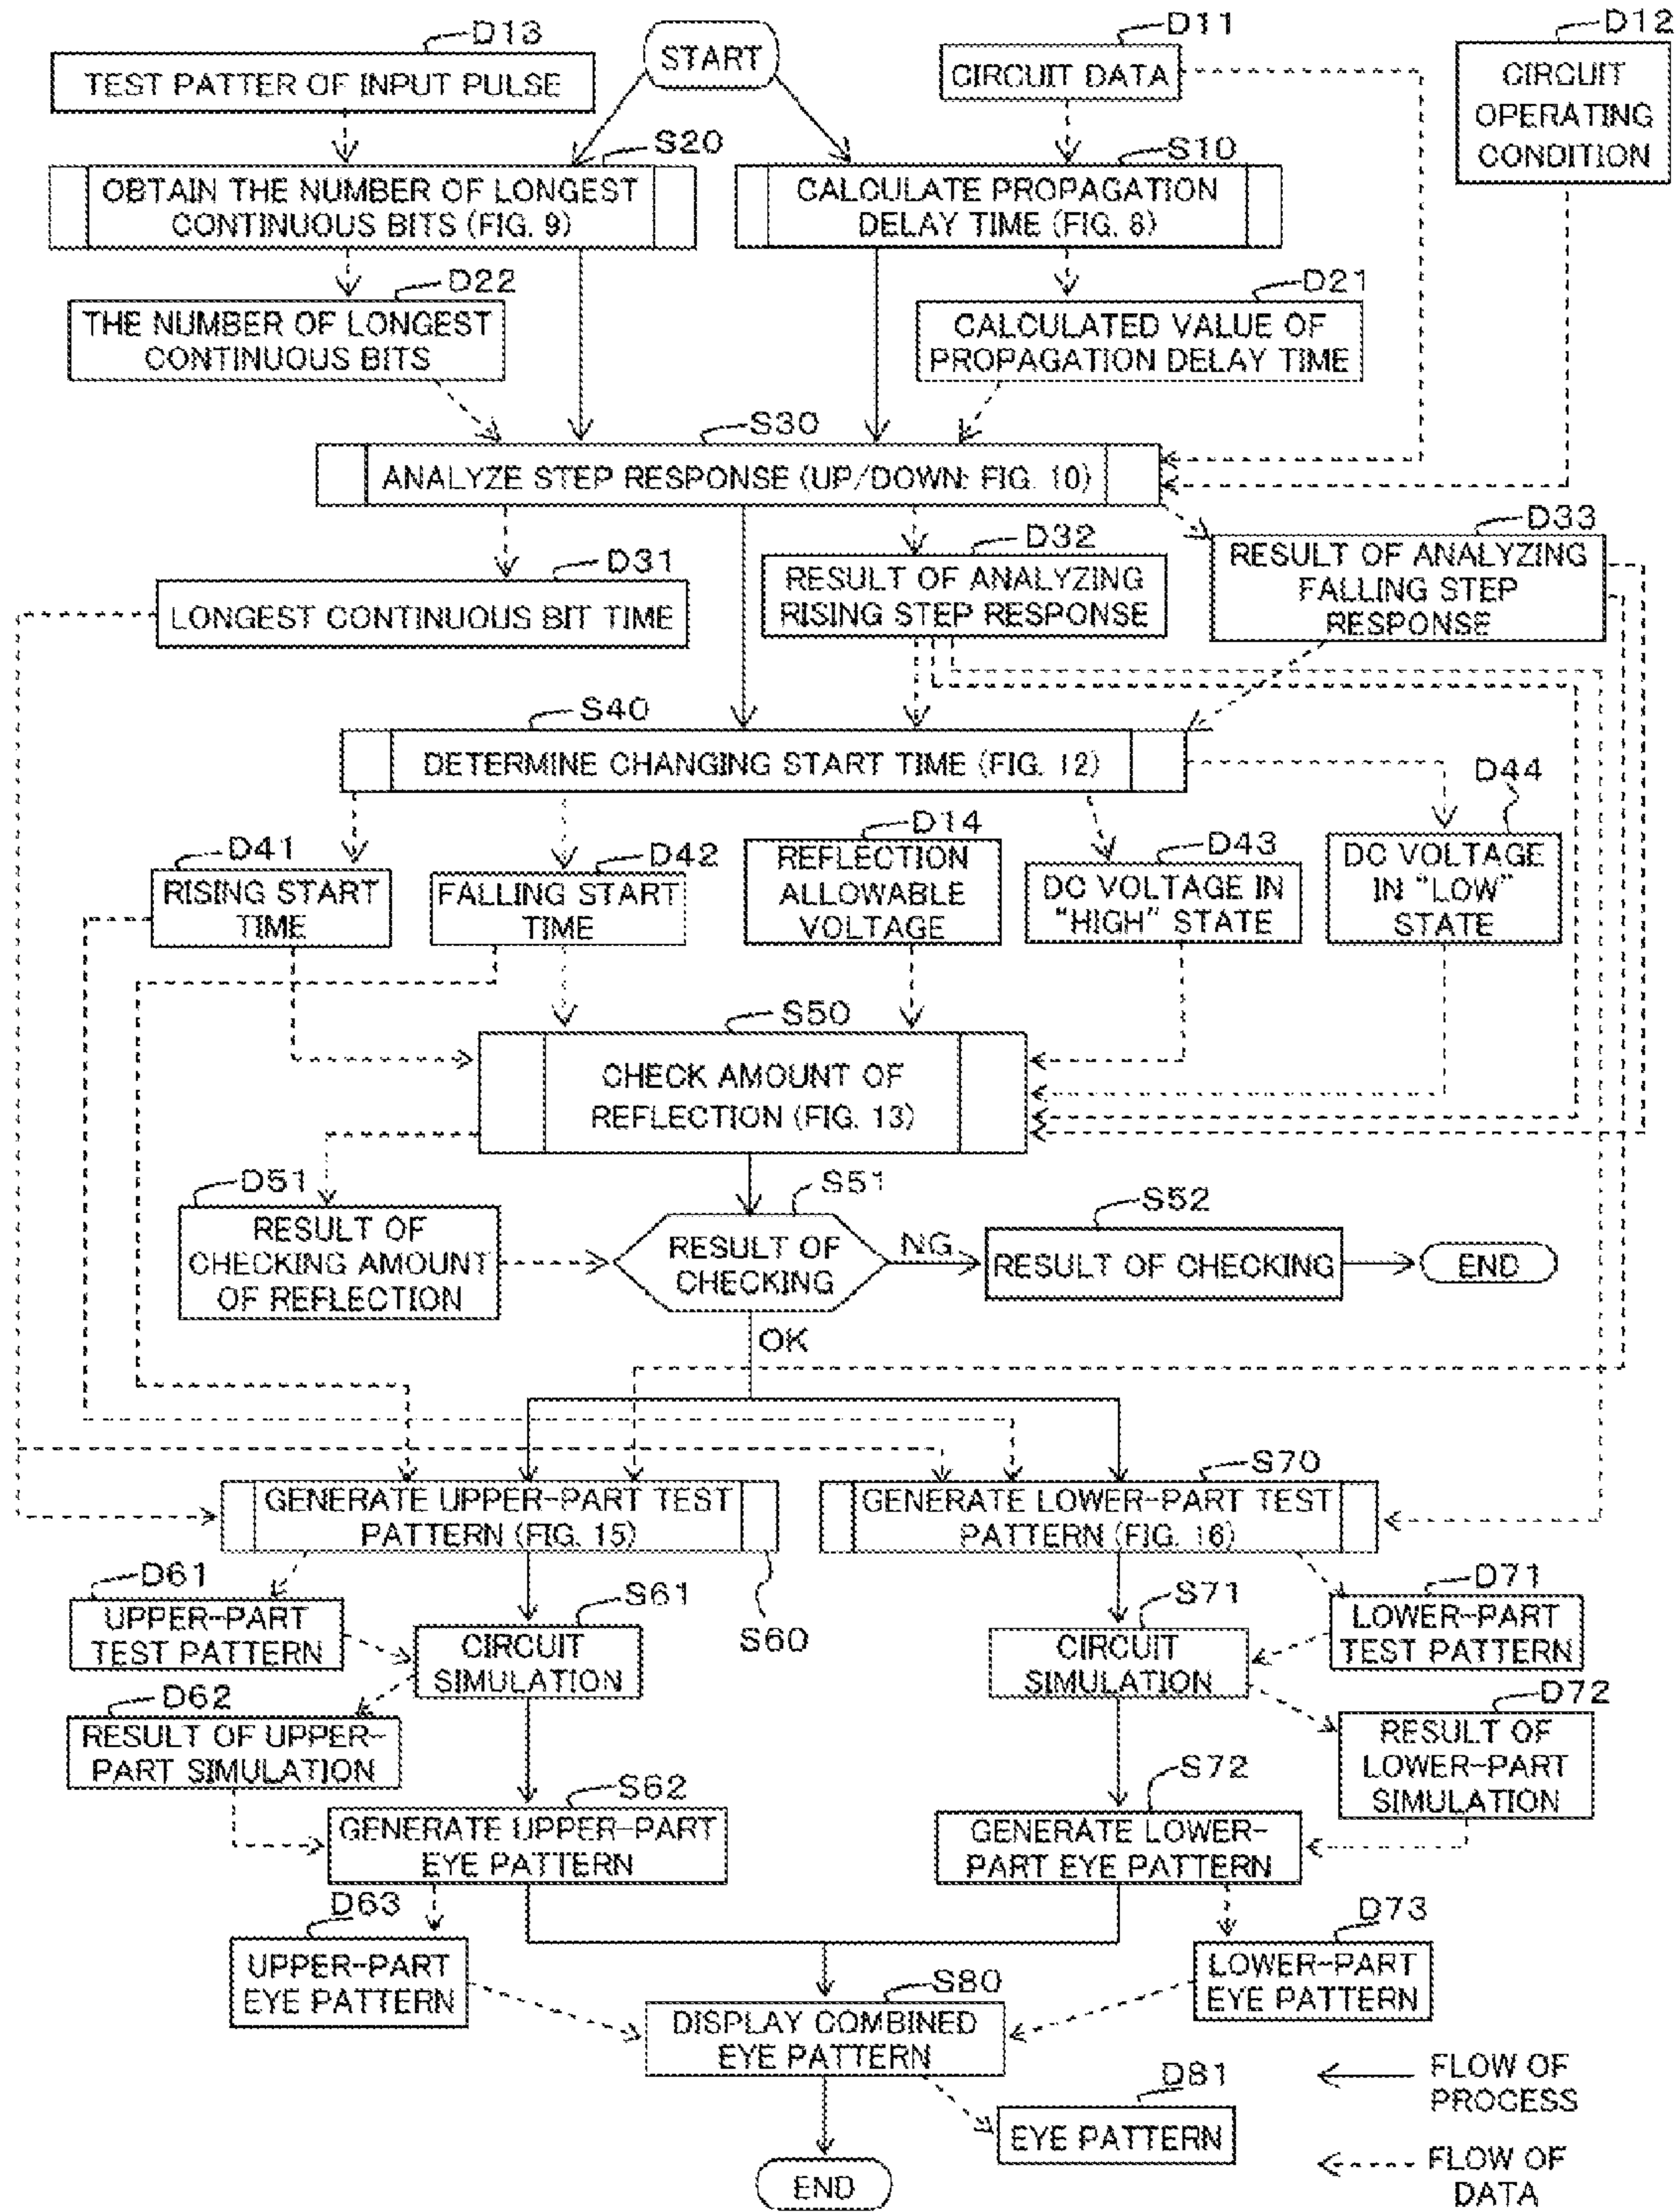 D13
TEST PATTER OF INPUT PULSE
START
D11
CIRCUIT DATA
D12
CIRCUIT
OPERATING
CONDITION
S20
OBTAIN THE NUMBER OF LONGEST
CONTINUOUS BITS (FIG. 9)
S10
CALCULATE PROPAGATION
DELAY TIME (FIG. 8)
D22
THE NUMBER OF LONGEST
CONTINUOUS BITS
D21
CALCULATED VALUE OF
PROPAGATION DELAY TIME
S30
ANALYZE STEP RESPONSE (UP/DOWN: FIG. 10)
D31
LONGEST CONTINUOUS BIT TIME
D32
RESULT OF ANALYZING
RISING STEP RESPONSE
D33
RESULT OF ANALYZING
FALLING STEP
RESPONSE
S40
DETERMINE CHANGING START TIME (FIG. 12)
D41
RISING START
TIME
D42
FALLING START
TIME
D14
REFLECTION
ALLOWABLE
VOLTAGE
D43
DC VOLTAGE IN
"HIGH" STATE
D44
DC VOLTAGE
IN "LOW"
STATE
S50
CHECK AMOUNT OF
REFLECTION (FIG. 13)
D51
RESULT OF
CHECKING AMOUNT
OF REFLECTION
S51
RESULT OF
CHECKING
NG
S52
RESULT OF CHECKING
END
OK
GENERATE UPPER-PART TEST
PATTERN (FIG. 15)
S60
S70
GENERATE LOWER-PART TEST
PATTERN (FIG. 16)
D61
UPPER-PART
TEST PATTERN
S61
CIRCUIT
SIMULATION
S71
CIRCUIT
SIMULATION
D71
LOWER-PART
TEST PATTERN
D62
RESULT OF UPPER-
PART SIMULATION
D72
RESULT OF
LOWER-PART
SIMULATION
S62
GENERATE UPPER-PART
EYE PATTERN
S72
GENERATE LOWER-
PART EYE PATTERN
D63
UPPER-PART
EYE PATTERN
D73
LOWER-PART
EYE PATTERN
S80
DISPLAY COMBINED
EYE PATTERN
D81
EYE PATTERN
END
FLOW OF
PROCESS
FLOW OF
DATA